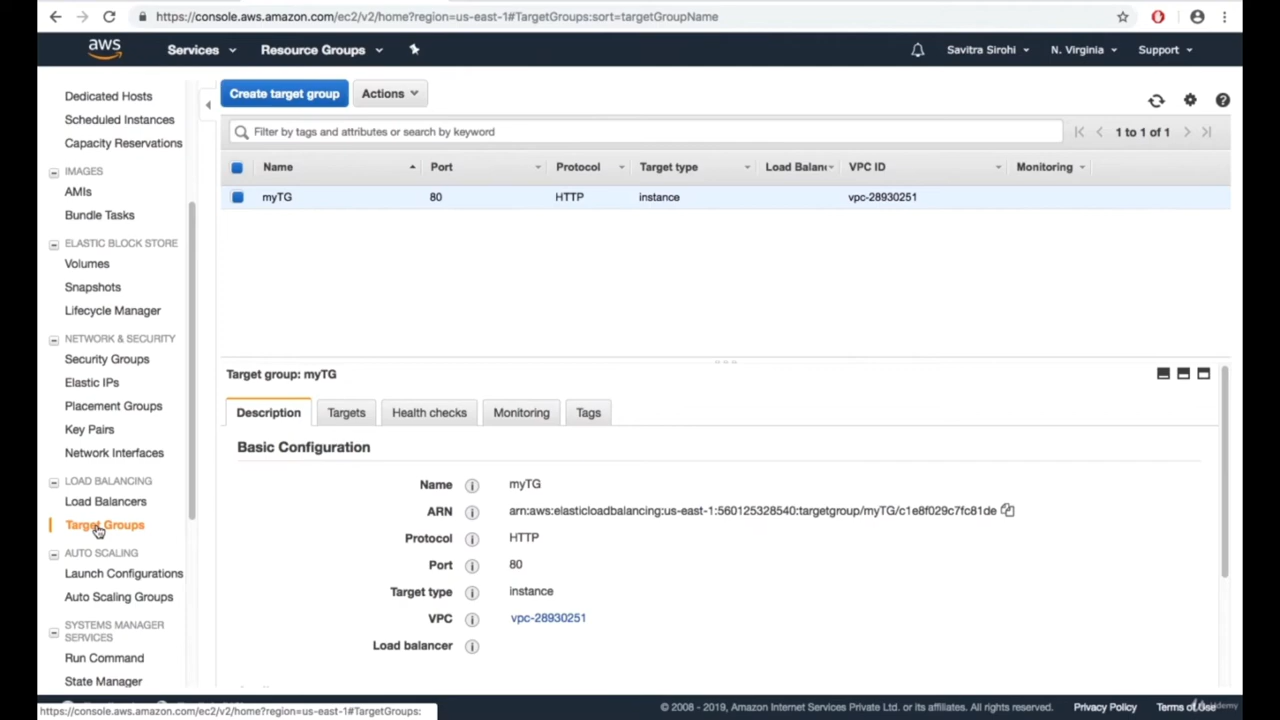 https://console.aws.amazon.com/ec2/v2/home?region=us-east-1#TargetGroups:sort=targetGroupName
aws Services Resource Groups Savitra Sirohi N. Virginia Support
Dedicated Hosts
Scheduled Instances
Capacity Reservations
IMAGES
AMIs
Bundle Tasks
ELASTIC BLOCK STORE
Volumes
Snapshots
Lifecycle Manager
NETWORK & SECURITY
Security Groups
Elastic IPs
Placement Groups
Key Pairs
Network Interfaces
LOAD BALANCING
Load Balancers
Target Groups
AUTO SCALING
Launch Configurations
Auto Scaling Groups
SYSTEMS MANAGER
SERVICES
Run Command
State Manager
Create target group Actions
Filter by tags and attributes or search by keyword 1 to 1 of 1
Name Port Protocol Target type Load Balan VPC ID Monitoring
myTG 80 HTTP instance vpc-28930251
Target group: myTG
Description Targets Health checks Monitoring Tags
Basic Configuration
Name myTG
ARN arn:aws:elasticloadbalancing:us-east-1:560125328540:targetgroup/myTG/c1e8f029c7fc81de
Protocol HTTP
Port 80
Target type instance
VPC vpc-28930251
Load balancer
https://console.aws.amazon.com/ec2/v2/home?region=us-east-1#TargetGroups:
© 2008 - 2019, Amazon Internet Services Private Ltd. or its affiliates. All rights reserved. Privacy Policy Terms of Use